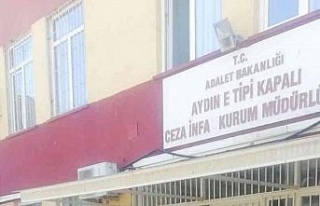 T.C.
ADALET BAKANLIĞI
AYDIN E TİPİ KAPALI
CEZA İNFA KURUM MÜDÜRLÜ